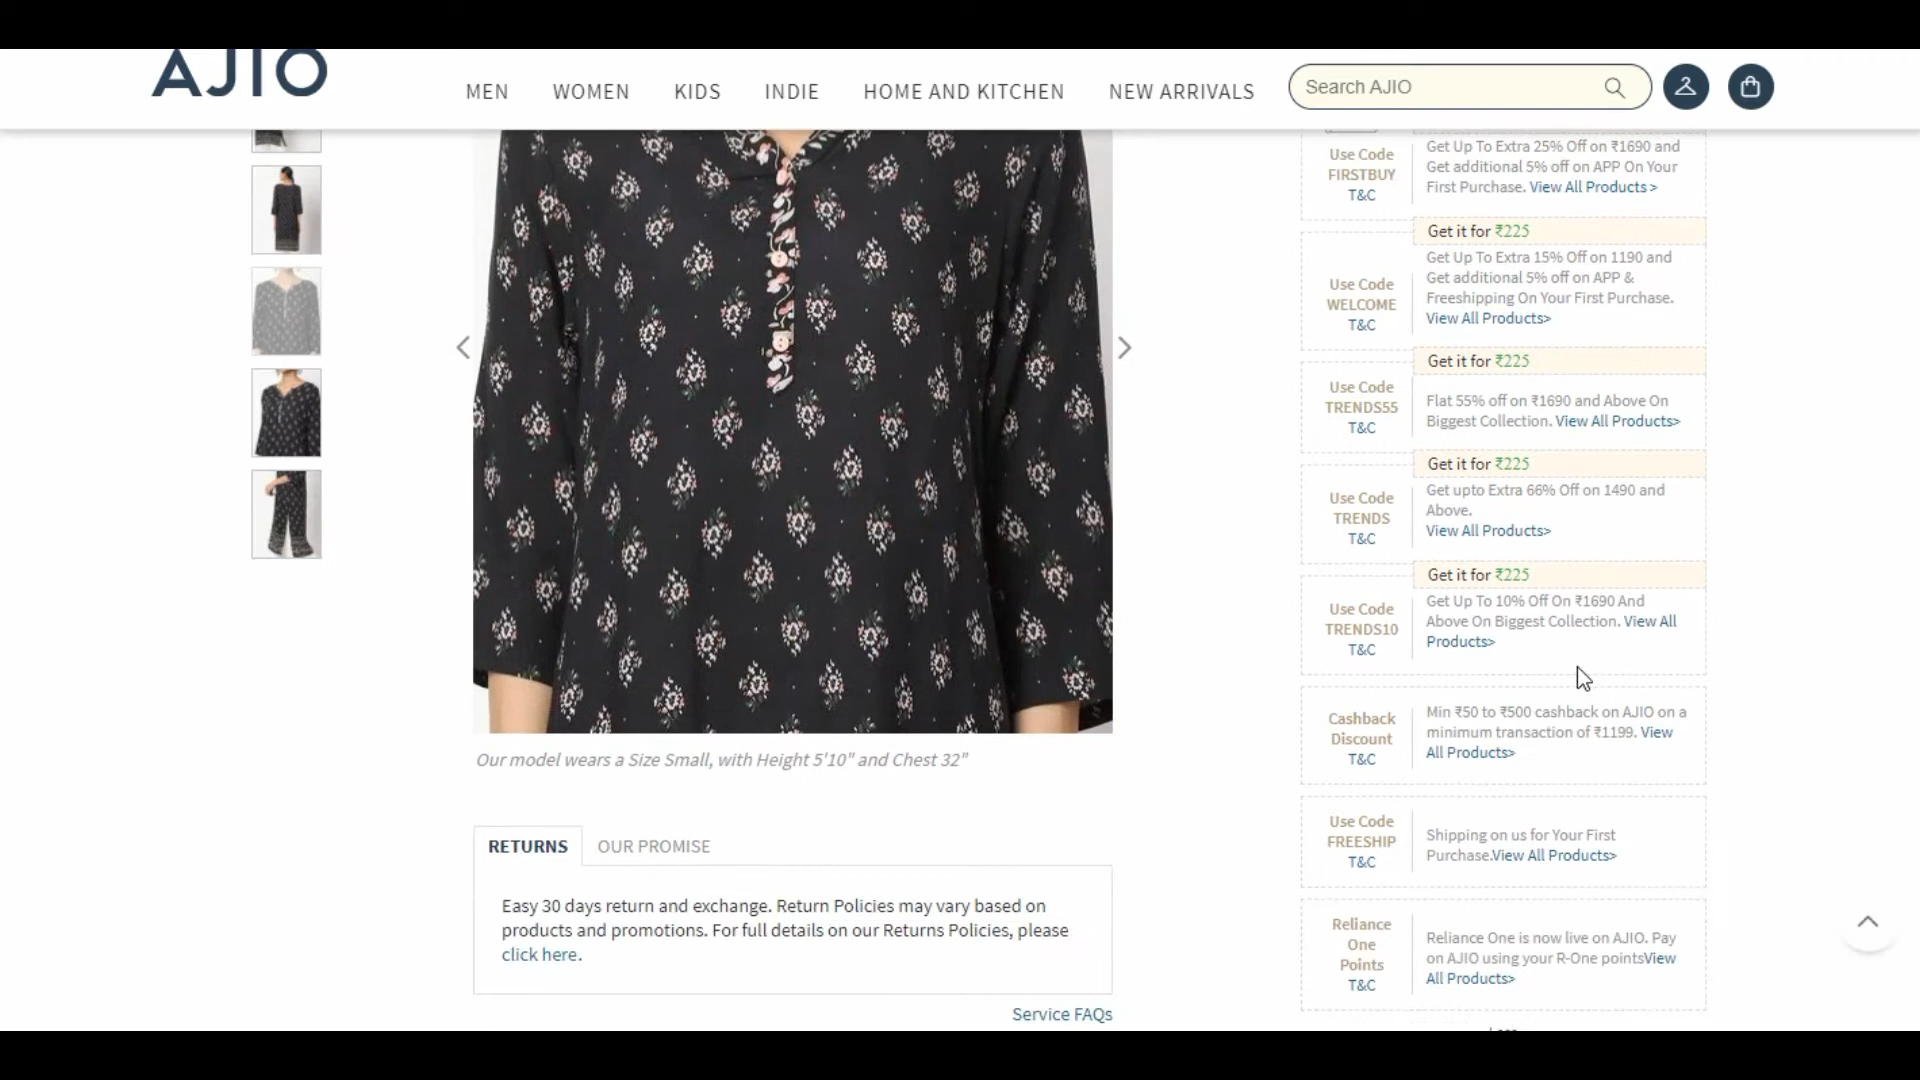 AJIO
MEN WOMEN KIDS INDIE HOME AND KITCHEN NEW ARRIVALS
Search AJIO
Our model wears a Size Small, with Height 5'10" and Chest 32"
RETURNS
OUR PROMISE
Easy 30 days return and exchange. Return Policies may vary based on
products and promotions. For full details on our Returns Policies, please
click here.
Service FAQs
Use Code
FIRSTBUY
T&C
Get Up To Extra 25% Off on ₹1690 and
Get additional 5% off on APP On Your
First Purchase. View All Products >
Get it for ₹225
Use Code
WELCOME
T&C
Get Up To Extra 15% Off on 1190 and
Get additional 5% off on APP &
Freeshipping On Your First Purchase.
View All Products>
Get it for ₹225
Use Code
TRENDS55
T&C
Flat 55% off on ₹1690 and Above On
Biggest Collection. View All Products>
Get it for ₹225
Use Code
TRENDS
T&C
Get upto Extra 66% Off on 1490 and
Above.
View All Products>
Get it for ₹225
Use Code
TRENDS10
T&C
Get Up To 10% Off On ₹1690 And
Above On Biggest Collection. View All
Products>
Cashback
Discount
T&C
Min ₹50 to ₹500 cashback on AJIO on a
minimum transaction of ₹1199. View
All Products>
Use Code
FREESHIP
T&C
Shipping on us for Your First
Purchase.View All Products>
Reliance
One
Points
T&C
Reliance One is now live on AJIO. Pay
on AJIO using your R-One pointsView
All Products>